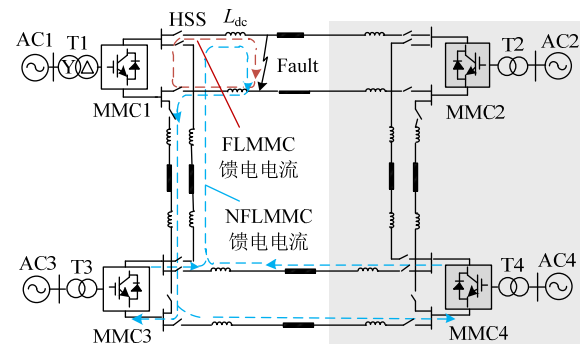 HSS
L_dc
AC1
T1
T2
AC2
Y
△
MMC1
Fault
MMC2
FLMMC
馈电电流
NFLMMC
馈电电流
AC3
T3
T4
AC4
MMC3
MMC4